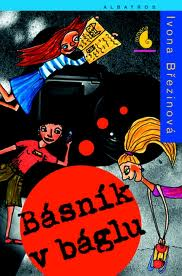 ALBATROS
Ivona Březinová
Básník
v báglu